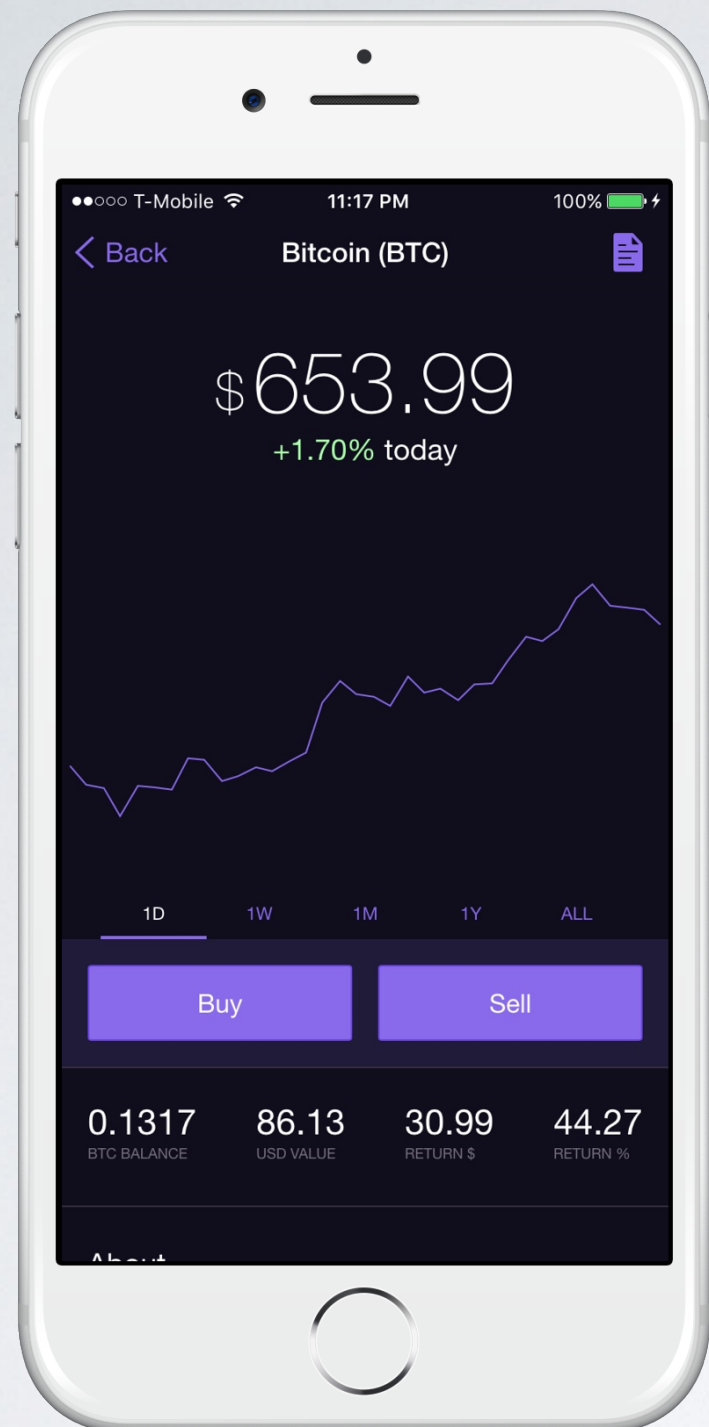 T-Mobile 11:17 PM 100%
Back Bitcoin (BTC)
$653.99
+1.70% today
1D 1W 1M 1Y ALL
Buy Sell
0.1317 86.13 30.99 44.27
BTC BALANCE USD VALUE RETURN $ RETURN %
About